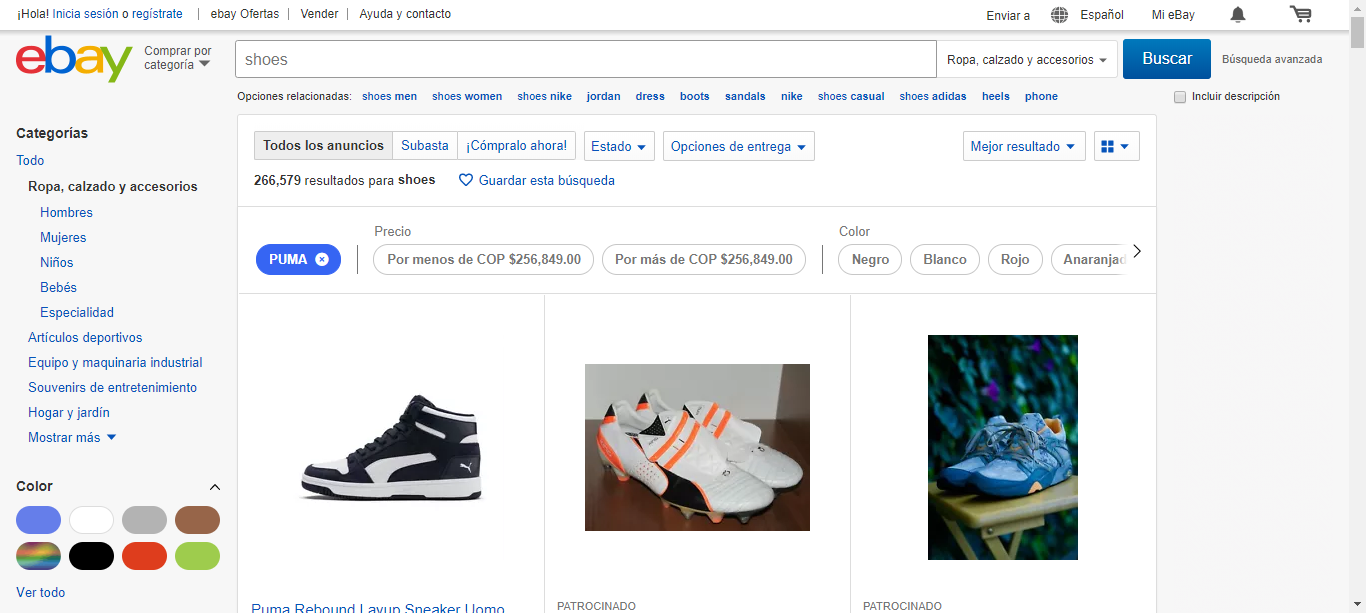 ¡Hola! Inicia sesión o regístrate | ebay Ofertas | Vender | Ayuda y contacto
Enviar a Español Mi eBay
ebay
Comprar por
categoría
shoes
Ropa, calzado y accesorios
Buscar
Búsqueda avanzada
Opciones relacionadas: shoes men shoes women shoes nike jordan dress boots sandals nike shoes casual shoes adidas heels phone
Incluir descripción
Categorías
Todo
Ropa, calzado y accesorios
Hombres
Mujeres
Niños
Bebés
Especialidad
Artículos deportivos
Equipo y maquinaria industrial
Souvenirs de entretenimiento
Hogar y jardín
Mostrar más
Color
Ver todo
Todos los anuncios Subasta ¡Cómpralo ahora! Estado Opciones de entrega Mejor resultado
266,579 resultados para shoes Guardar esta búsqueda
Precio Color
PUMA Por menos de COP $256,849.00 Por más de COP $256,849.00 Negro Blanco Rojo Anaranjad
Puma Rebound Layup Sneaker Uomo
PATROCINADO
PATROCINADO